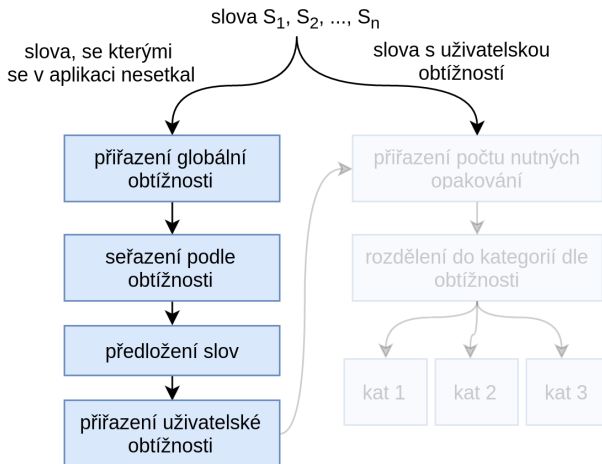 slova S1, S2, ..., Sn
slova, se kterými
se v aplikaci nesetkal
slova s uživatelskou
obtížností
přiřazení globální
obtížnosti
seřazení podle
obtížnosti
předložení slov
přiřazení uživatelské
obtížnosti
přiřazení počtu nutných
opakování
rozdělení do kategorií dle
obtížnosti
kat 1
kat 2
kat 3